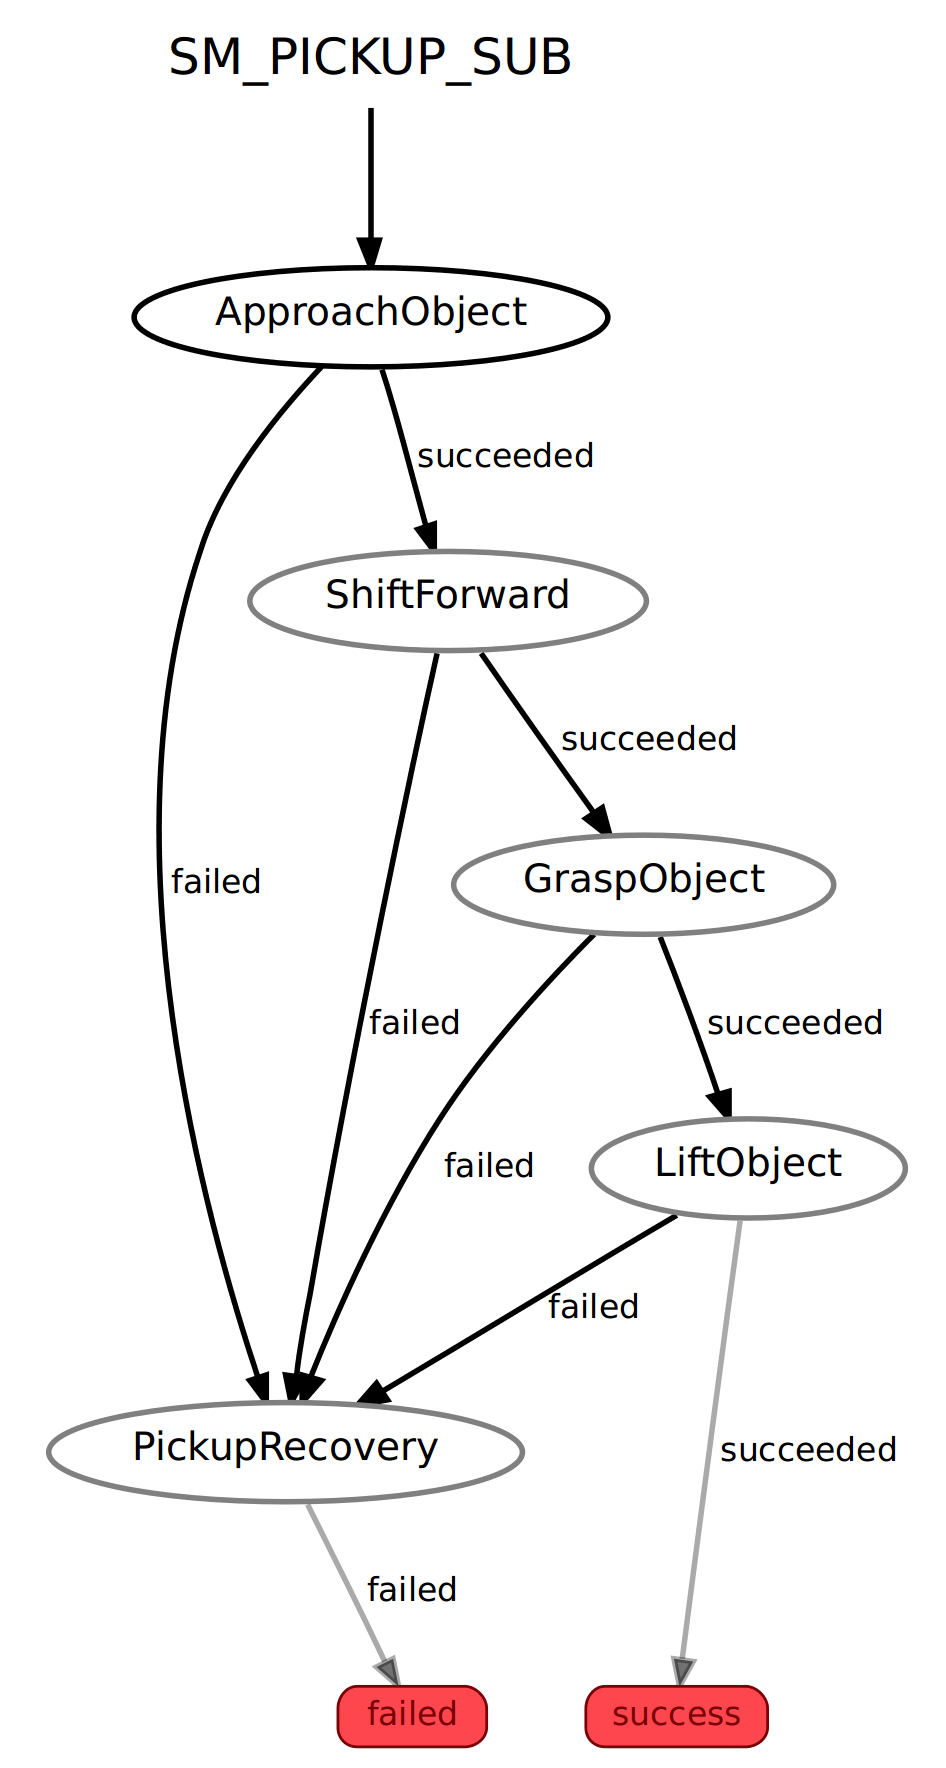 SM_PICKUP_SUB
ApproachObject
succeeded
ShiftForward
succeeded
GraspObject
failed
failed
succeeded
failed
LiftObject
failed
PickupRecovery
succeeded
failed
failed
success